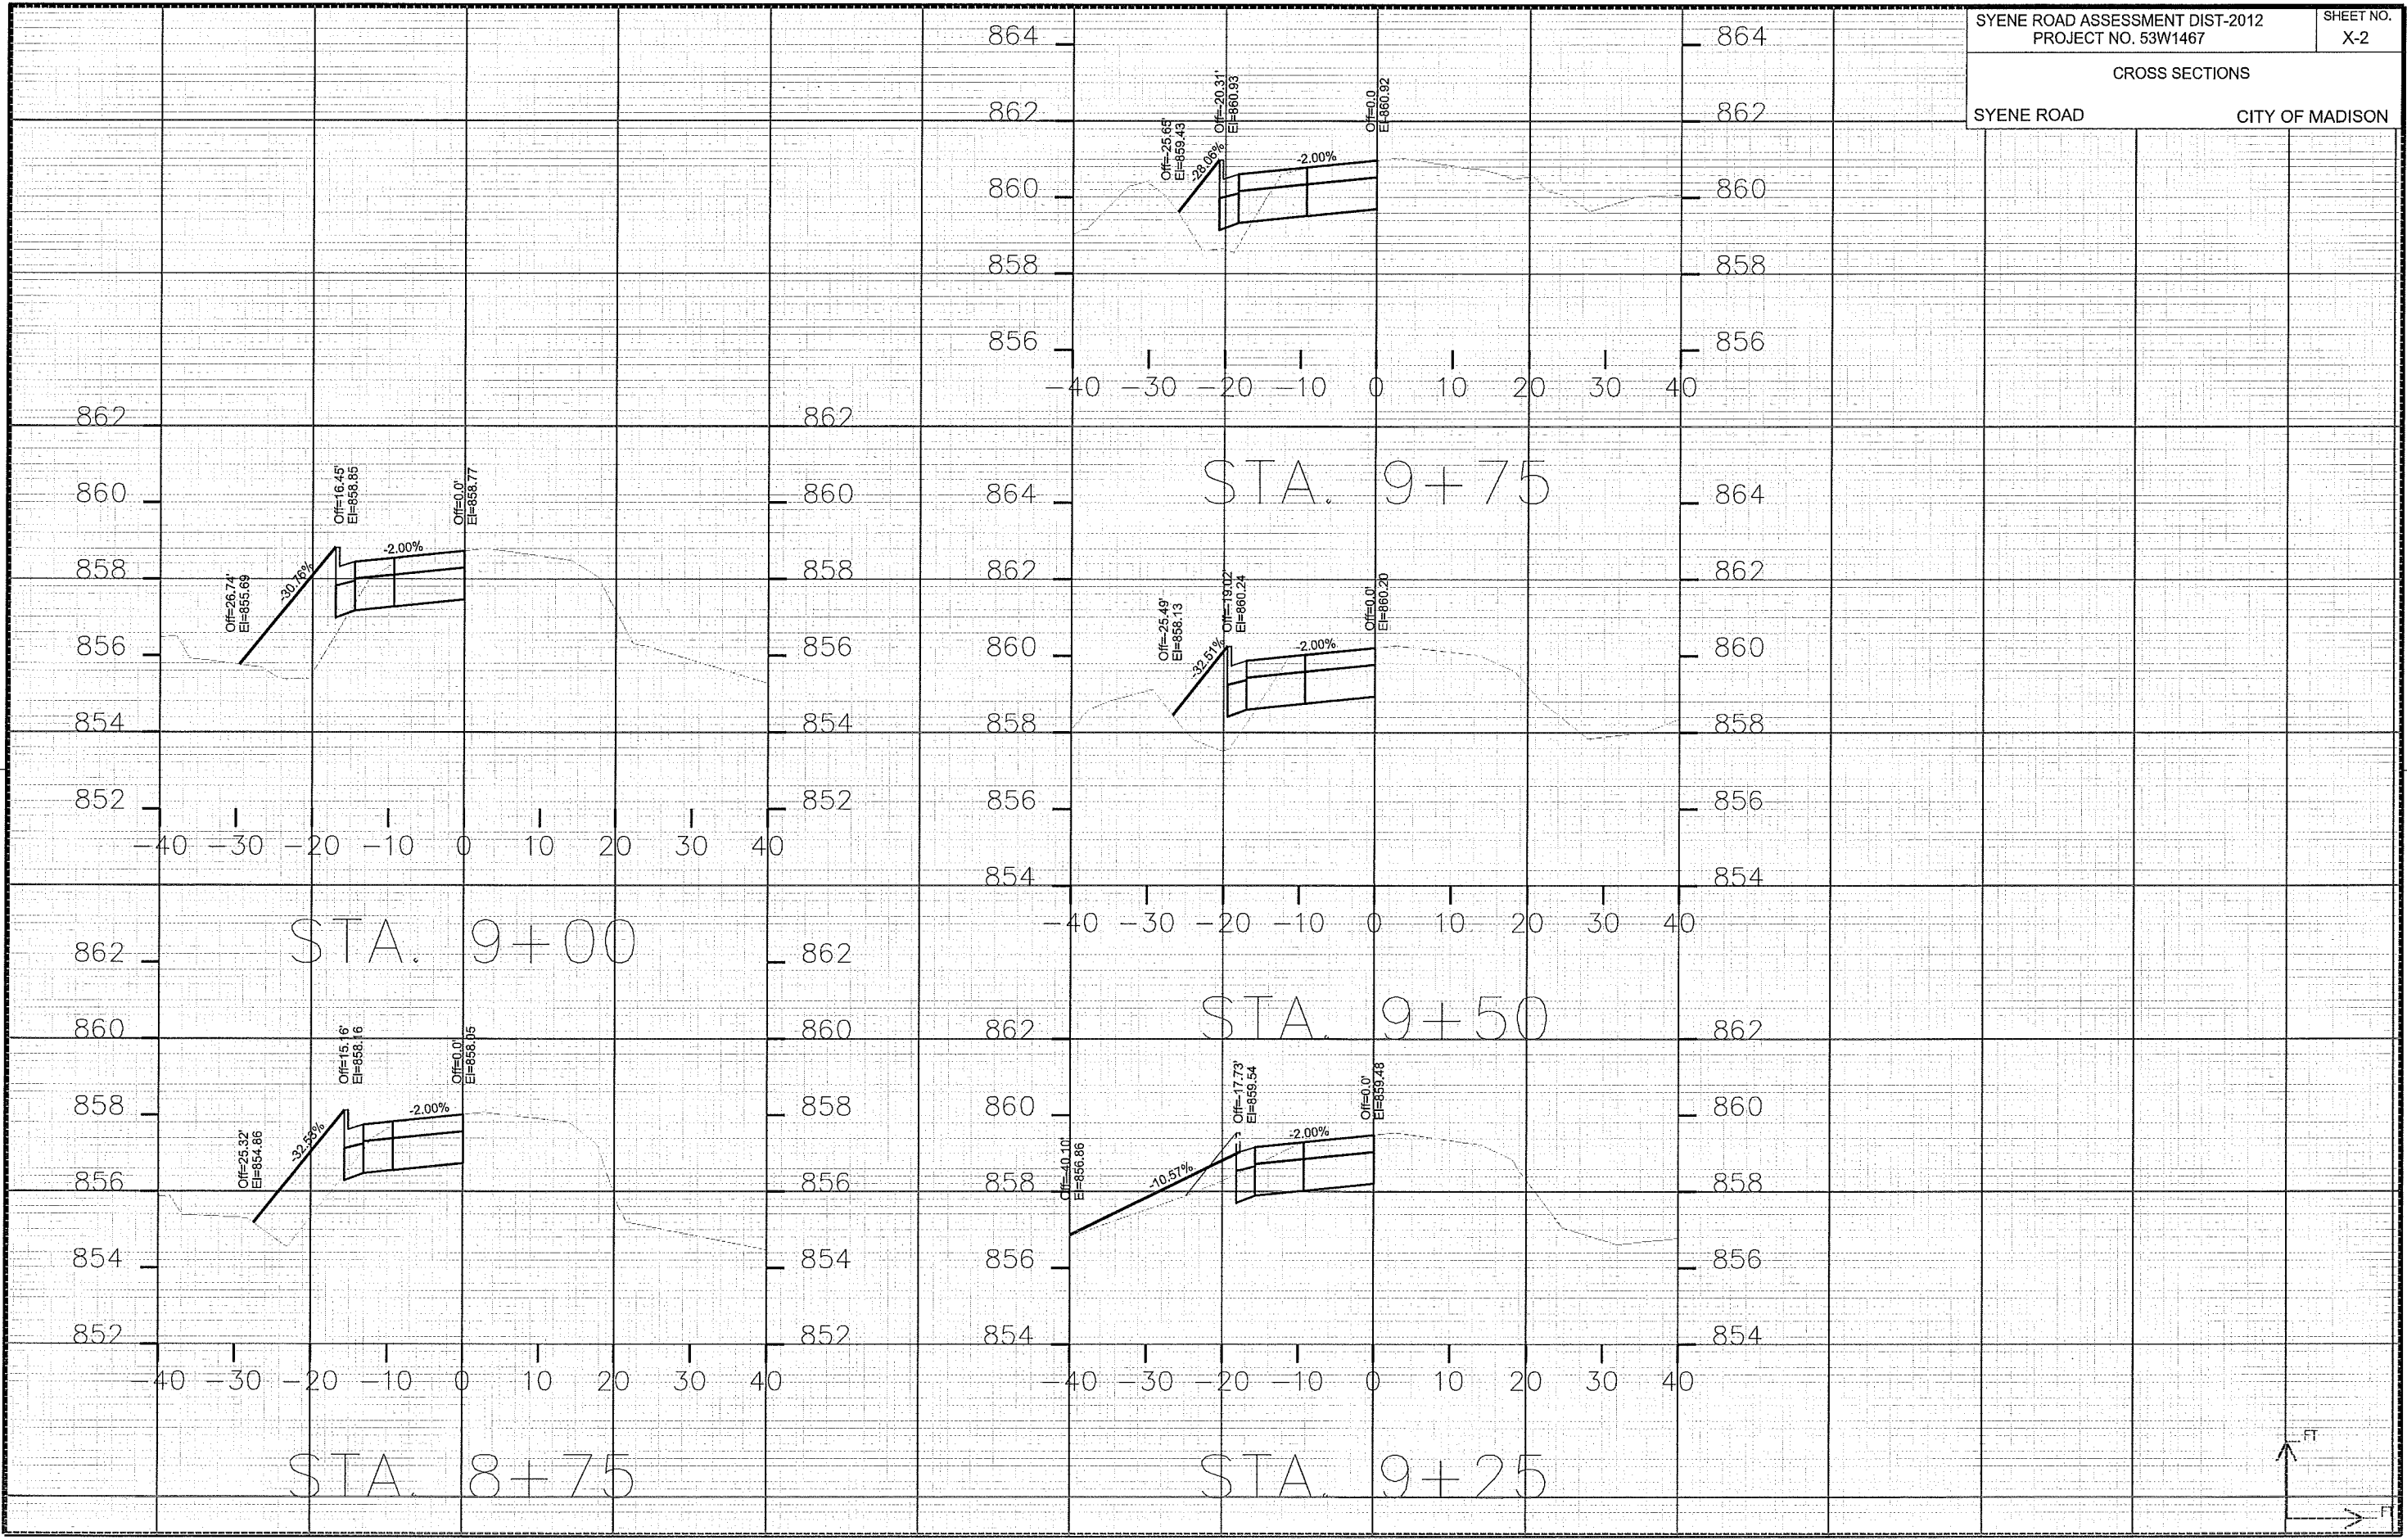 SYENE ROAD ASSESSMENT DIST-2012
PROJECT NO. 53W1467
SHEET NO.
X-2
CROSS SECTIONS
SYENE ROAD CITY OF MADISON
864 864
862 862
860 860
858 858
856 856
Off=-25.65'
El=859.43'
Off=-20.31'
El=860.93
Off=0.0
El=860.92
-28.06%
-2.00%
-40 -30 -20 -10 0 10 20 30 40
STA. 9+75
862 862
860 860
858 858
856 856
854 854
852 852
Off=26.74'
El=855.69
Off=16.45'
El=858.85
Off=0.0'
El=858.77
-30.76%
-2.00%
-40 -30 -20 -10 0 10 20 30 40
STA. 9+00
864 864
862 862
860 860
858 858
856 856
854 854
Off=-25.49'
El=858.13
Off=-19.02'
El=860.24
Off=0.0'
El=860.20
-32.51%
-2.00%
-40 -30 -20 -10 0 10 20 30 40
STA. 9+50
862 862
860 860
858 858
856 856
854 854
852 852
Off=25.32'
El=854.86
Off=15.16'
El=858.16
Off=0.0'
El=858.05
-32.53%
-2.00%
-40 -30 -20 -10 0 10 20 30 40
STA. 8+75
862 862
860 860
858 858
856 856
854 854
Off=40.10'
El=856.86
Off=-17.73'
El=859.54
Off=0.0'
El=859.48
-10.57%
-2.00%
-40 -30 -20 -10 0 10 20 30 40
STA. 9+25
FT
FT